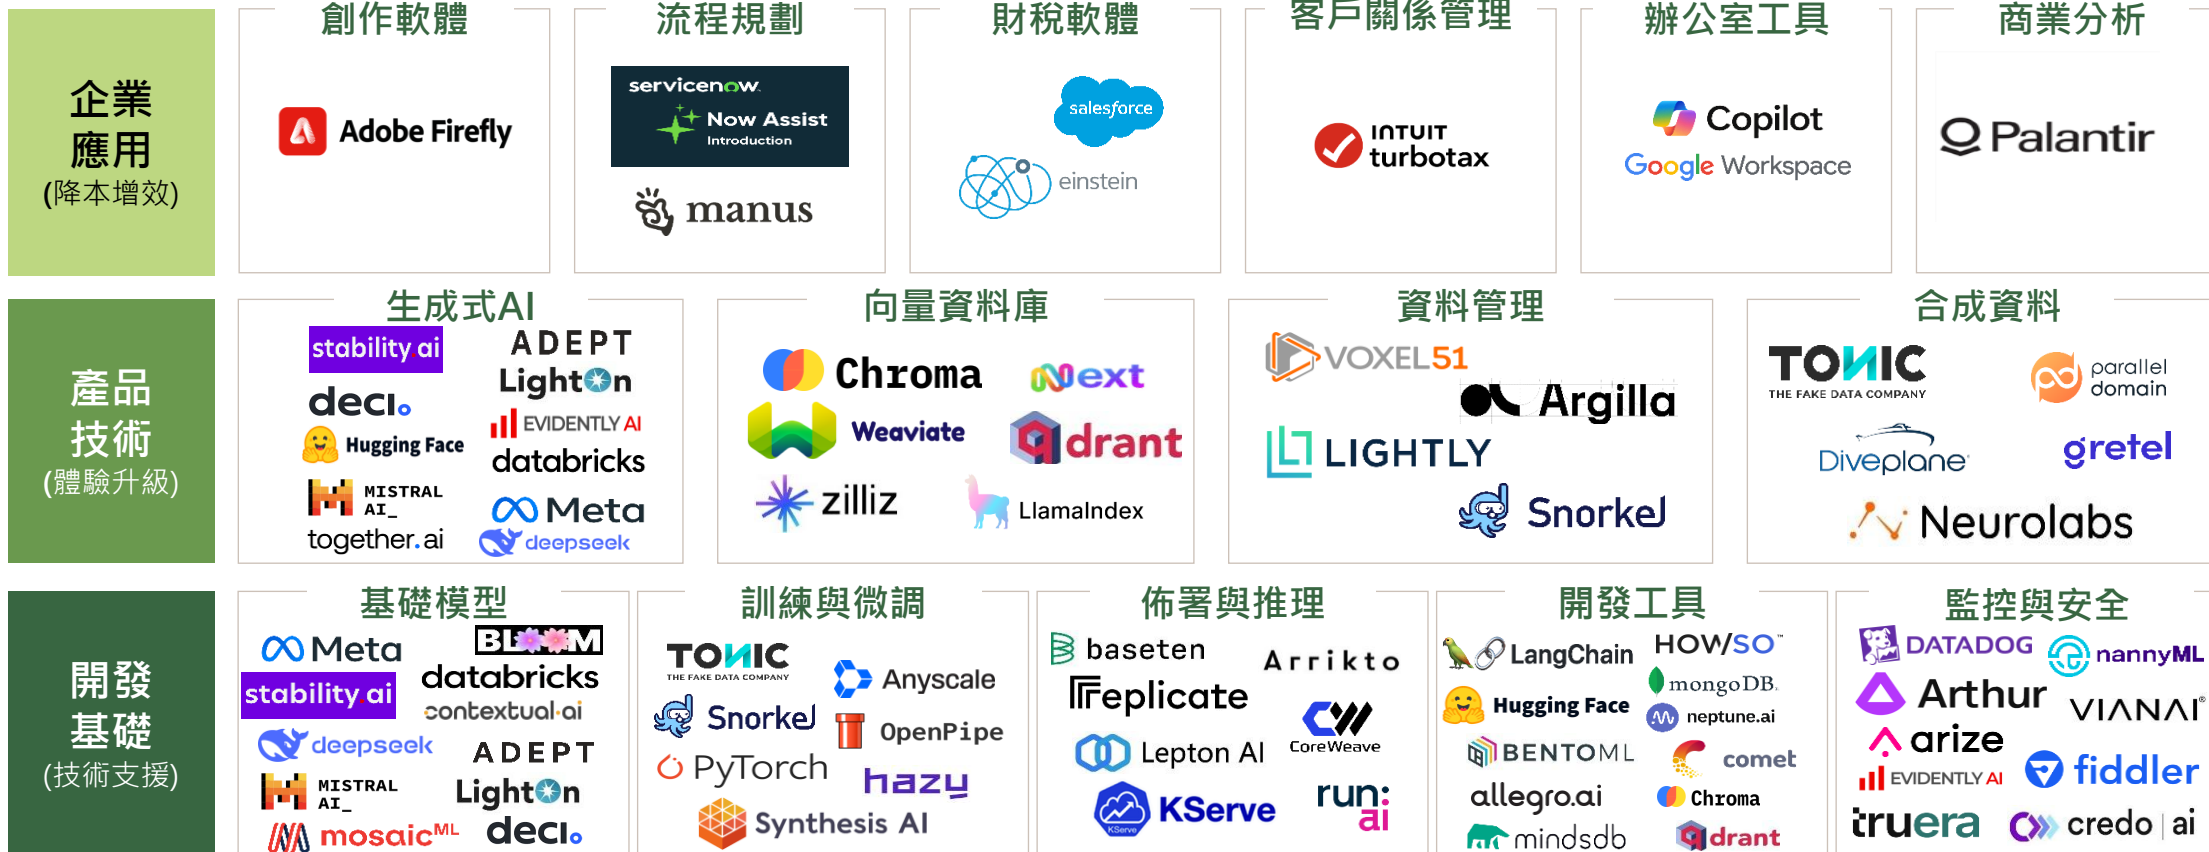 企業
應用
(降本增效)
創作軟體
Adobe Firefly
流程規劃
servicenow
Now Assist
Introduction
manus
財稅軟體
salesforce
einstein
客戶關係管理
INTUIT
turbotax
辦公室工具
Copilot
Google Workspace
商業分析
Palantir
產品
技術
(體驗升級)
生成式AI
stability.ai
ADEPT
LightOn
deci.
EVIDENTLY AI
Hugging Face
databricks
MISTRAL
AI_
Meta
together.ai
deepseek
向量資料庫
Chroma
Next
Weaviate
qdrant
zilliz
LlamaIndex
資料管理
VOXEL51
Argilla
LIGHTLY
Snorkel
合成資料
TONIC
THE FAKE DATA COMPANY
parallel
domain
Diveplane
gretel
Neurolabs
開發
基礎
(技術支援)
基礎模型
Meta
BLOOM
stability.ai
databricks
contextual·ai
deepseek
ADEPT
MISTRAL
AI_
LightOn
mosaicML
deci.
訓練與微調
TONIC
THE FAKE DATA COMPANY
Anyscale
Snorkel
OpenPipe
PyTorch
hazy
Synthesis AI
佈署與推理
baseten
Arrikto
Replicate
CoreWeave
Lepton AI
KServe
KServe
run:
ai
開發工具
LangChain
HOW/SO™
mongoDB.
Hugging Face
neptune.ai
BENTOML
comet
allegro.ai
Chroma
mindsdb
qdrant
監控與安全
DATADOG
nannyML
Arthur
VIANAI®
arize
EVIDENTLY AI
fiddler
truera
credo | ai